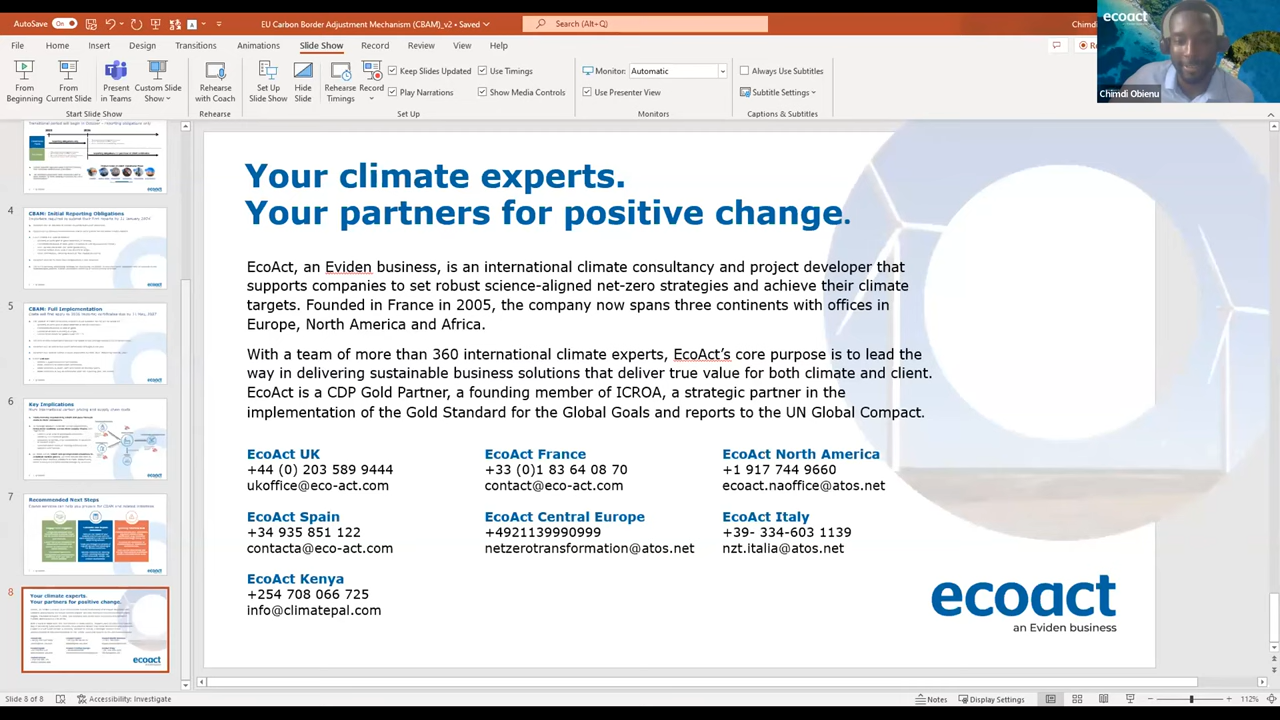 AutoSave On
EU Carbon Border Adjustment Mechanism (CBAM)_v2 • Saved
Search (Alt+Q)
ecoact
Chimdi Obienu
File Home Insert Design Transitions Animations Slide Show Record Review View Help
From Beginning
From Current Slide
Present in Teams
Custom Slide Show
Rehearse with Coach
Set Up Slide Show
Hide Slide
Rehearse Timings
Record
Keep Slides Updated
Use Timings
Play Narrations
Show Media Controls
Monitor: Automatic
Use Presenter View
Always Use Subtitles
Subtitle Settings
Start Slide Show
Rehearse
Set Up
Monitors
Captions & Subtitles
4
CBAM: Initial Reporting Obligations
5
CBAM: Full Implementation
6
Key Implications
7
Recommended Next Steps
8
Your climate experts.
Your partners for positive change.
ecoact
Your climate experts.
Your partners for positive change.
EcoAct, an Eviden business, is an international climate consultancy and project developer that
supports companies to set robust science-aligned net-zero strategies and achieve their climate
targets. Founded in France in 2005, the company now spans three continents with offices in
Europe, North America and Africa.
With a team of more than 360 international climate experts, EcoAct's core purpose is to lead the
way in delivering sustainable business solutions that deliver true value for both climate and client.
EcoAct is a CDP Gold Partner, a founding member of ICROA, a strategic partner in the
implementation of the Gold Standard for the Global Goals and reports to the UN Global Compact.
EcoAct UK
+44 (0) 203 589 9444
ukoffice@eco-act.com
EcoAct France
+33 (0)1 83 64 08 70
contact@eco-act.com
EcoAct North America
+1 917 744 9660
ecoact.naoffice@atos.net
EcoAct Spain
+34 935 851 122
contacta@eco-act.com
EcoAct Central Europe
+4921139990999
netzerotransformation@atos.net
EcoAct Italy
+39- 334-603 1139
nzt.italia@atos.net
EcoAct Kenya
+254 708 066 725
info@climatepal.com
ecoact
an Eviden business
Slide 8 of 8
Accessibility: Investigate
Notes
Display Settings
112%